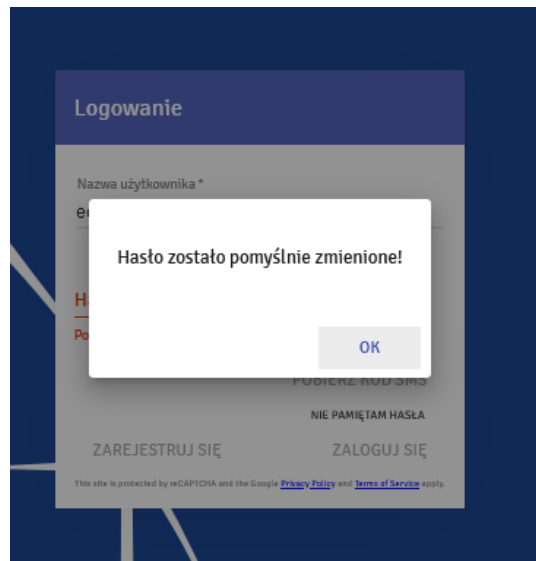 Logowanie
Nazwa użytkownika *
Hasło zostało pomyślnie zmienione!
OK
POBIERZ KOD SMS
NIE PAMIĘTAM HASŁA
ZAREJESTRUJ SIĘ
ZALOGUJ SIĘ
This site is protected by reCAPTCHA and the Google Privacy Policy and Terms of Service apply.